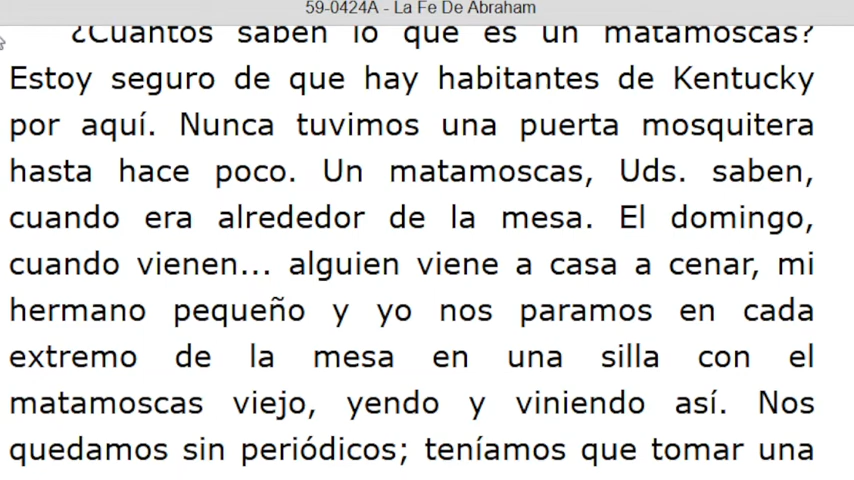 59-0424A - La Fe De Abraham
¿Cuántos saben lo que es un matamoscas?
Estoy seguro de que hay habitantes de Kentucky
por aquí. Nunca tuvimos una puerta mosquitera
hasta hace poco. Un matamoscas, Uds. saben,
cuando era alrededor de la mesa. El domingo,
cuando vienen... alguien viene a casa a cenar, mi
hermano pequeño y yo nos paramos en cada
extremo de la mesa en una silla con el
matamoscas viejo, yendo y viniendo así. Nos
quedamos sin periódicos; teníamos que tomar una